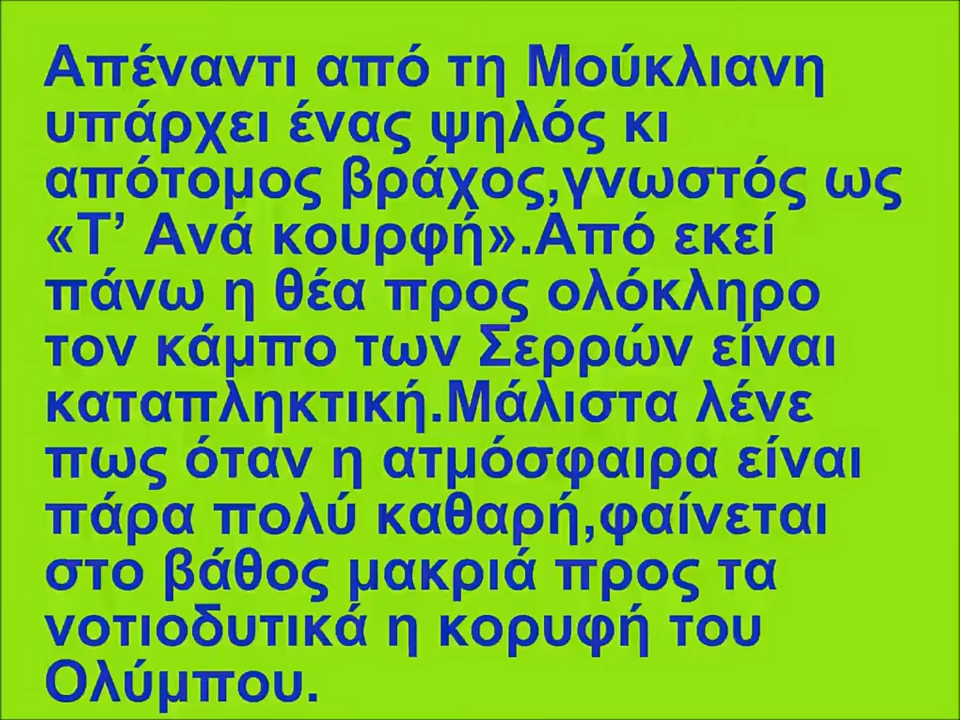 Απέναντι από τη Μούκλιανη
υπάρχει ένας ψηλός κι
απότομος βράχος,γνωστός ως
«Τ’ Ανά κουρφή».Από εκεί
πάνω η θέα προς ολόκληρο
τον κάμπο των Σερρών είναι
καταπληκτική.Μάλιστα λένε
πως όταν η ατμόσφαιρα είναι
πάρα πολύ καθαρή,φαίνεται
στο βάθος μακριά προς τα
νοτιοδυτικά η κορυφή του
Ολύμπου.